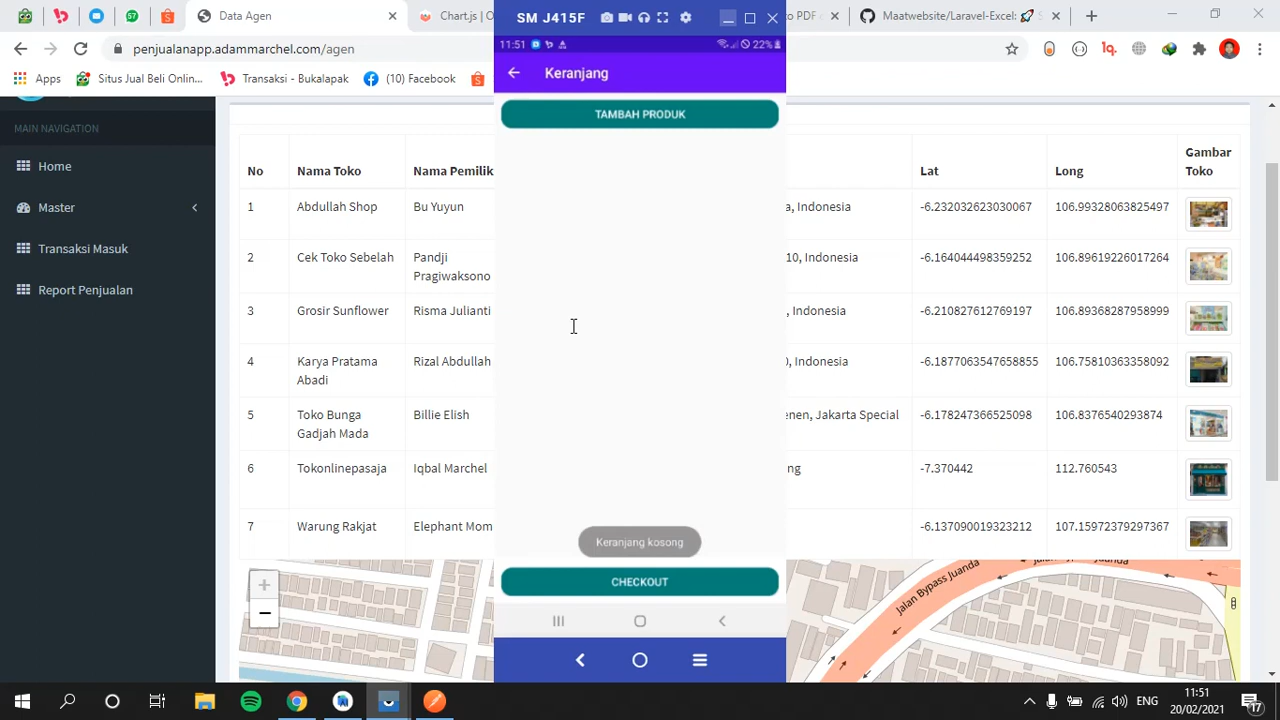 Data Agen
Chart.js | O
SM J415F
to PDF
Maatwebsite/Laravel-Excel:
penjualanapp.adammarchel.com/agen
Apps
Situs Jual Beli Onlin...
Transaksi - Bukalapak
(10) Facebook
11:51
22%
Keranjang
TAMBAH PRODUK
Keranjang kosong
CHECKOUT
MAIN NAVIGATION
Home
Master
Transaksi Masuk
Report Penjualan
No
Nama Toko
Nama Pemilik
Lat
Long
Gambar
Toko
1
Abdullah Shop
Bu Yuyun
a, Indonesia
-6.232032623030067
106.99328063825497
2
Cek Toko Sebelah
Pandji
Pragiwaksono
10, Indonesia
-6.164044498359252
106.89619226017264
3
Grosir Sunflower
Risma Julianti
, Indonesia
-6.210827612769197
106.89368287958999
4
Karya Pratama
Abadi
Rizal Abdullah
0, Indonesia
-6.1877063547658855
106.75810363358092
5
Toko Bunga
Gadjah Mada
Billie Elish
enen, Jakarta Special
-6.178247366525098
106.8376540293874
6
Tokonlinepasaja
Iqbal Marchel
ng
-7.370442
112.760543
7
Warung Rakjat
Elephant Mom
-6.137090019323212
107.15972379297367
+
−
Jalan Bypass Juanda
ENG
11:51
20/02/2021
17